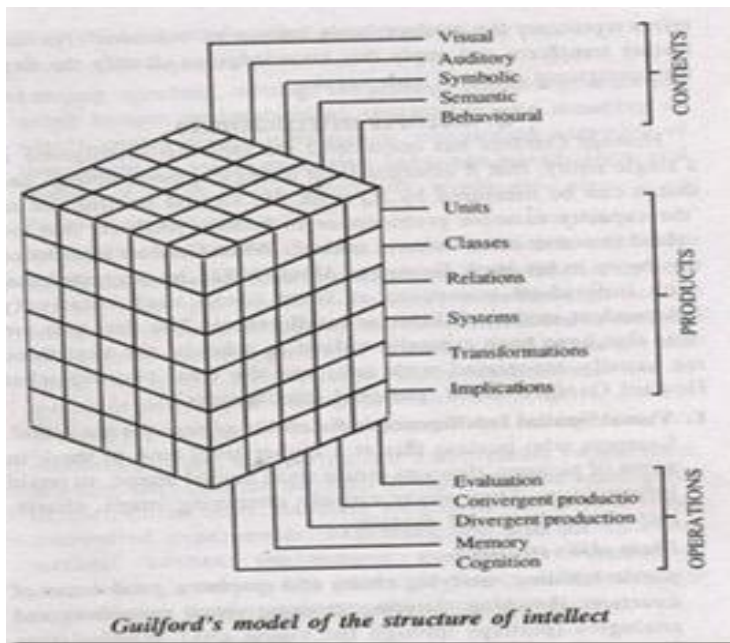 Visual
Auditory
Symbolic
Semantic
Behavioural
CONTENTS
Units
Classes
Relations
Systems
Transformations
Implications
PRODUCTS
Evaluation
Convergent productio
Divergent production
Memory
Cognition
OPERATIONS
Guilford's model of the structure of intellect